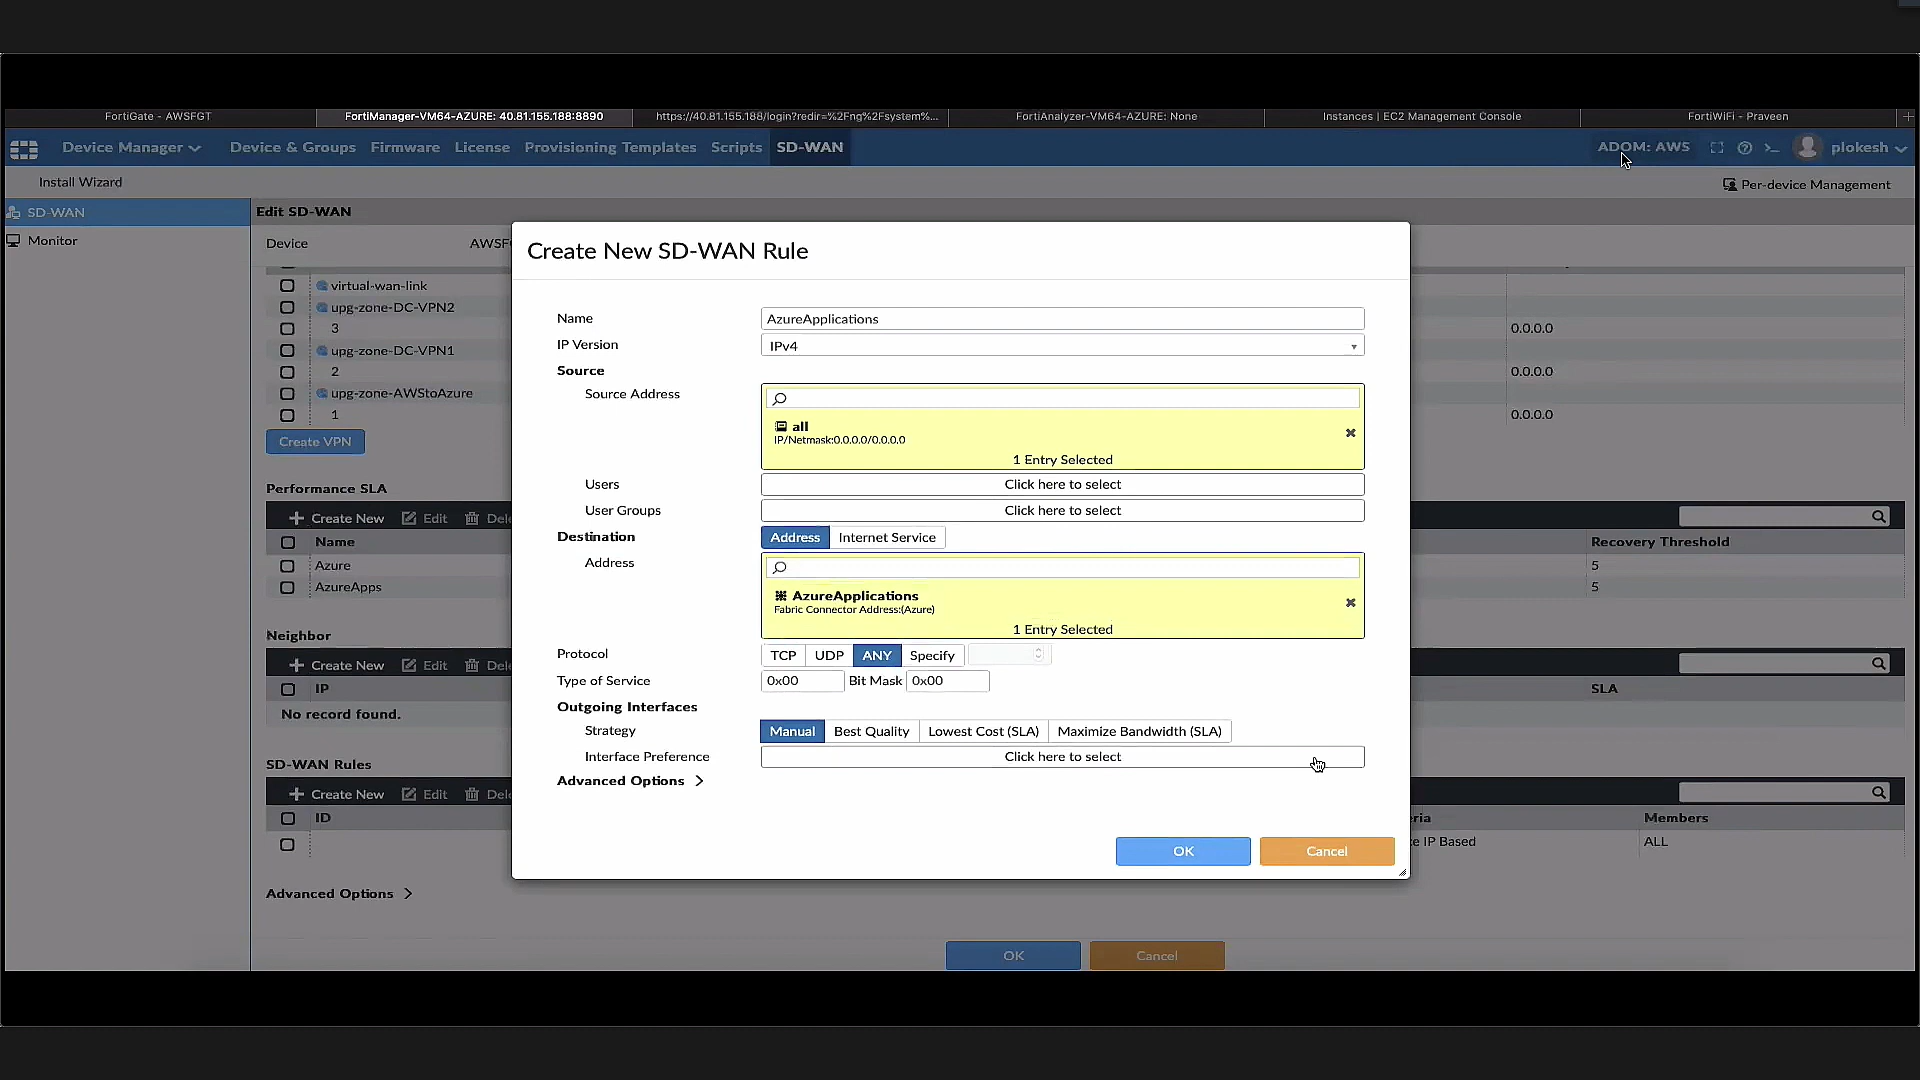 FortiGate - AWSFGT
FortiManager-VM64-AZURE: 40.81.155.188:8890
https://40.81.155.188/login?redir=%2Fng%2Fsystem%...
FortiAnalyzer-VM64-AZURE: None
Instances | EC2 Management Console
FortiWiFi - Praveen
Device Manager
Device & Groups
Firmware
License
Provisioning Templates
Scripts
SD-WAN
ADOM: AWS
plokesh
Install Wizard
Per-device Management
SD-WAN
Monitor
Edit SD-WAN
Device
virtual-wan-link
upg-zone-DC-VPN2
3
0.0.0.0
upg-zone-DC-VPN1
2
0.0.0.0
upg-zone-AWStoAzure
1
0.0.0.0
Create VPN
Performance SLA
Create New
Edit
Name
Recovery Threshold
Azure
5
AzureApps
5
Neighbor
Create New
Edit
IP
SLA
No record found.
SD-WAN Rules
Create New
Edit
ID
Members
IP Based
ALL
Advanced Options
OK
Cancel
Create New SD-WAN Rule
Name
AzureApplications
IP Version
IPv4
Source
Source Address
all
IP/Netmask:0.0.0.0/0.0.0.0
1 Entry Selected
Users
Click here to select
User Groups
Click here to select
Destination
Address
Internet Service
Address
AzureApplications
Fabric Connector Address:(Azure)
1 Entry Selected
Protocol
TCP
UDP
ANY
Specify
Type of Service
0x00
Bit Mask
0x00
Outgoing Interfaces
Strategy
Manual
Best Quality
Lowest Cost (SLA)
Maximize Bandwidth (SLA)
Interface Preference
Click here to select
Advanced Options
OK
Cancel